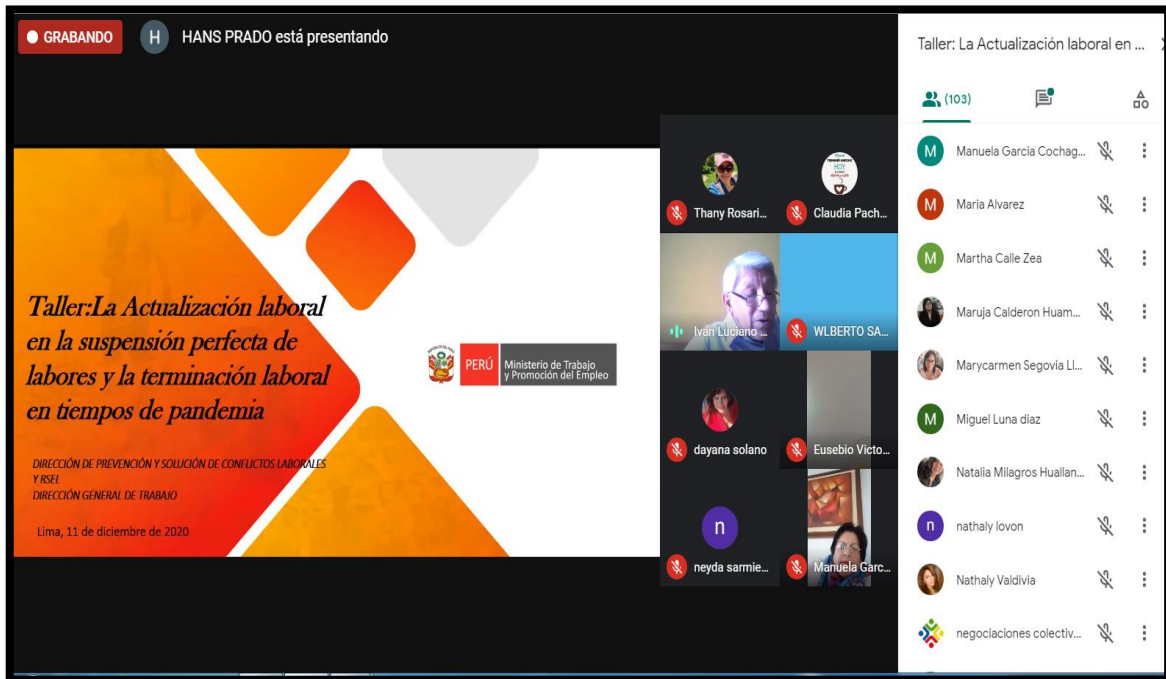 GRABANDO
H
HANS PRADO está presentando
Taller: La Actualización laboral en ...
(103)
Taller:La Actualización laboral
en la suspensión perfecta de
labores y la terminación laboral
en tiempos de pandemia
DIRECCIÓN DE PREVENCIÓN Y SOLUCIÓN DE CONFLICTOS LABORALES
Y RSEL
DIRECCIÓN GENERAL DE TRABAJO
Lima, 11 de diciembre de 2020
PERÚ
Ministerio de Trabajo
y Promoción del Empleo
Thany Rosari...
HOY
Claudia Pach...
Ivan Luciano ...
WLBERTO SA...
dayana solano
Eusebio Victo...
n
neyda sarmie...
Manuela Garc...
M
Manuela Garcia Cochag...
M
Maria Alvarez
M
Martha Calle Zea
Maruja Calderon Huam...
Marycarmen Segovia Ll...
M
Miguel Luna diaz
Natalia Milagros Huallan...
n
nathaly lovon
Nathaly Valdivia
negociaciones colectiv...